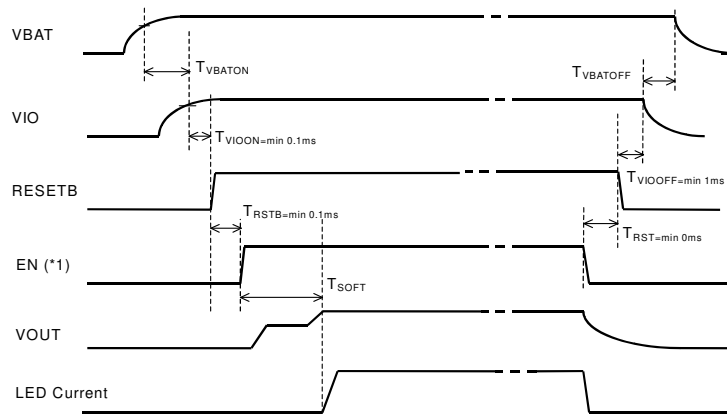 VBAT
TVBATON
TVBATOFF
VIO
TVIOON=min 0.1ms
TVIOOFF=min 1ms
RESETB
TRSTB=min 0.1ms
TRST=min 0ms
EN (*1)
TSOFT
VOUT
LED Current